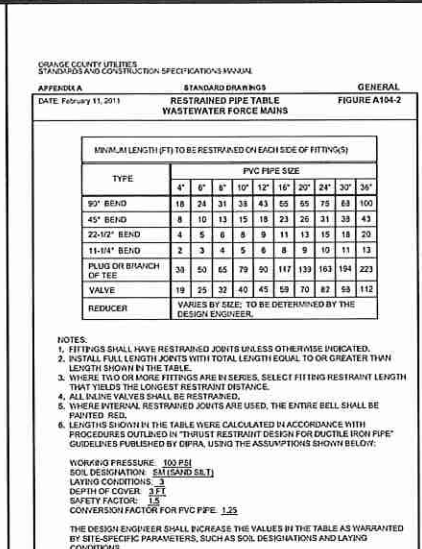 ORANGE COUNTY UTILITIES
STANDARDS AND CONSTRUCTION SPECIFICATIONS MANUAL
APPENDIX A STANDARD DRAWINGS GENERAL
DATE: February 11, 2011 RESTRAINED PIPE TABLE FIGURE A104-2
WASTEWATER FORCE MAINS
MINIMUM LENGTH (FT) TO BE RESTRAINED ON EACH SIDE OF FITTING(S)
TYPE PVC PIPE SIZE
4" 6" 8" 10" 12" 16" 20" 24" 30" 36"
90° BEND 18 24 31 38 43 55 65 75 88 100
45° BEND 8 10 13 15 18 23 26 31 38 43
22-1/2° BEND 4 5 6 8 9 11 13 15 18 20
11-1/4° BEND 2 3 4 5 6 8 9 10 11 13
PLUG OR BRANCH OF TEE 38 50 65 79 90 117 139 163 194 223
VALVE 19 25 32 40 45 59 70 82 98 112
REDUCER VARIES BY SIZE; TO BE DETERMINED BY THE
DESIGN ENGINEER.
NOTES:
1. FITTINGS SHALL HAVE RESTRAINED JOINTS UNLESS OTHERWISE INDICATED.
2. INSTALL FULL LENGTH JOINTS WITH TOTAL LENGTH EQUAL TO OR GREATER THAN
LENGTH SHOWN IN THE TABLE.
3. WHERE TWO OR MORE FITTINGS ARE IN SERIES, SELECT FITTING RESTRAINT LENGTH
THAT YIELDS THE LONGEST RESTRAINT DISTANCE.
4. ALL INLINE VALVES SHALL BE RESTRAINED.
5. WHERE INTERNAL RESTRAINED JOINTS ARE USED, THE ENTIRE BELL SHALL BE
PAINTED RED.
6. LENGTHS SHOWN IN THE TABLE WERE CALCULATED IN ACCORDANCE WITH
PROCEDURES OUTLINED IN "THRUST RESTRAINT DESIGN FOR DUCTILE IRON PIPE"
GUIDELINES PUBLISHED BY DIPRA, USING THE ASSUMPTIONS SHOWN BELOW:
WORKING PRESSURE: 100 PSI
SOIL DESIGNATION: SM (SAND SILT)
LAYING CONDITIONS: 3
DEPTH OF COVER: 3 FT
SAFETY FACTOR: 1.5
CONVERSION FACTOR FOR PVC PIPE: 1.25
THE DESIGN ENGINEER SHALL INCREASE THE VALUES IN THE TABLE AS WARRANTED
BY SITE-SPECIFIC PARAMETERS, SUCH AS SOIL DESIGNATIONS AND LAYING
CONDITIONS.